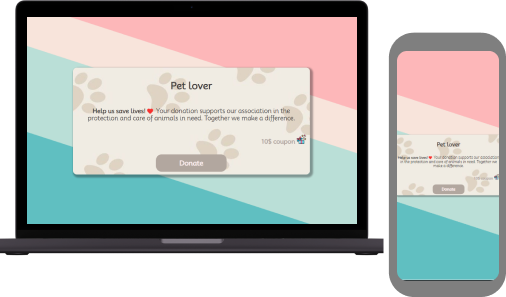 Pet lover
Help us save lives! ❤ Your donation supports our association in the
protection and care of animals in need. Together we make a difference.
10$ coupon
Donate
Pet lover
Help us save lives! ❤ Your donation supports our association
in the protection and care of animals in need. Together we
make a difference.
Donate